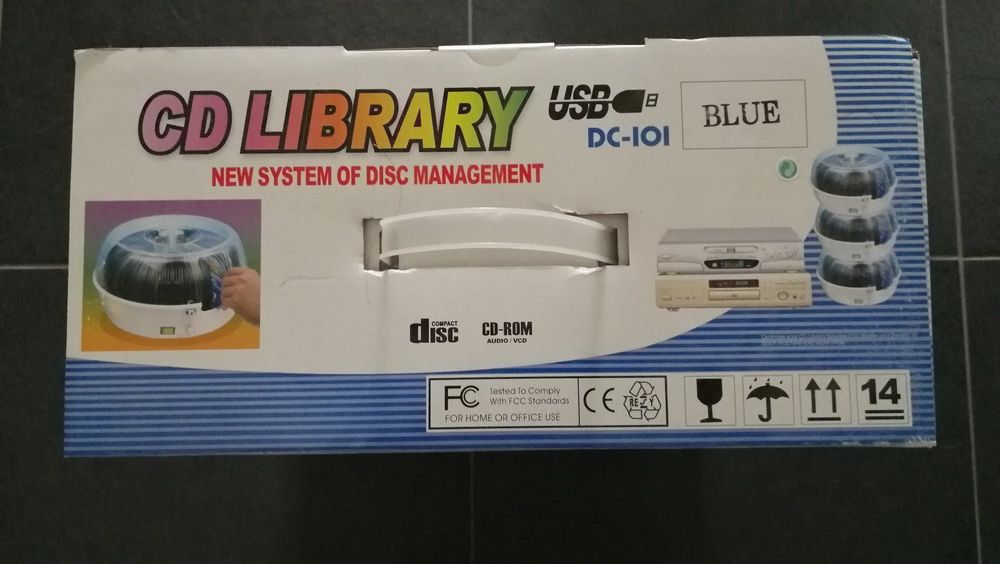 CD LIBRARY
USB
DC-101
BLUE
NEW SYSTEM OF DISC MANAGEMENT
COMPACT
disc
CD-ROM
AUDIO / VCD
FC Tested To Comply
With FCC Standards
FOR HOME OR OFFICE USE
CE
14